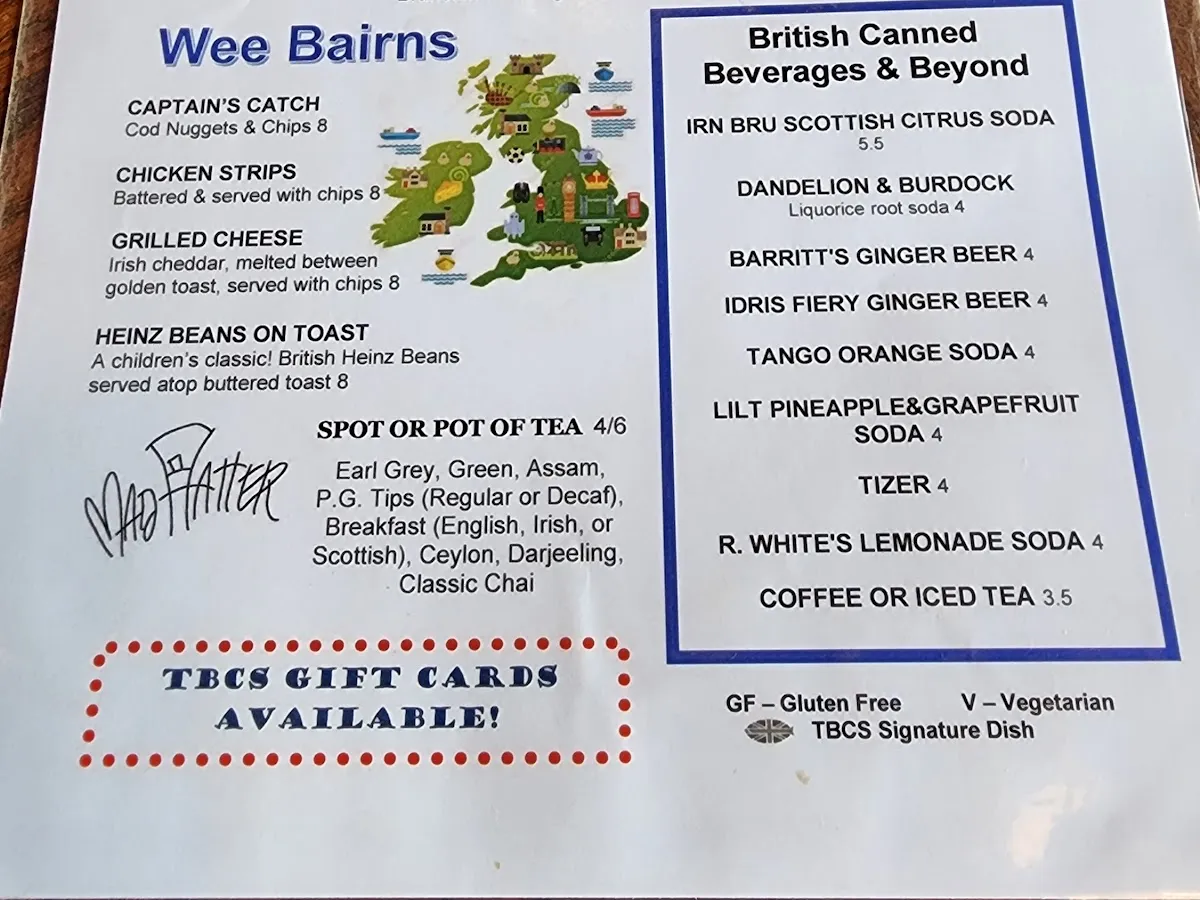 Wee Bairns
CAPTAIN'S CATCH
Cod Nuggets & Chips 8
CHICKEN STRIPS
Battered & served with chips 8
GRILLED CHEESE
Irish cheddar, melted between
golden toast, served with chips 8
HEINZ BEANS ON TOAST
A children's classic! British Heinz Beans
served atop buttered toast 8
MAD HATTER
SPOT OR POT OF TEA 4/6
Earl Grey, Green, Assam,
P.G. Tips (Regular or Decaf),
Breakfast (English, Irish, or
Scottish), Ceylon, Darjeeling,
Classic Chai
TBCS GIFT CARDS
AVAILABLE!
British Canned
Beverages & Beyond
IRN BRU SCOTTISH CITRUS SODA
5.5
DANDELION & BURDOCK
Liquorice root soda 4
BARRITT'S GINGER BEER 4
IDRIS FIERY GINGER BEER 4
TANGO ORANGE SODA 4
LILT PINEAPPLE&GRAPEFRUIT
SODA 4
TIZER 4
R. WHITE'S LEMONADE SODA 4
COFFEE OR ICED TEA 3.5
GF – Gluten Free V – Vegetarian
TBCS Signature Dish